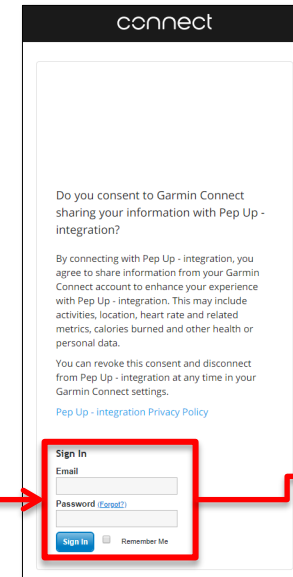 connect
Do you consent to Garmin Connect
sharing your information with Pep Up -
integration?
By connecting with Pep Up - integration, you
agree to share information from your Garmin
Connect account to enhance your experience
with Pep Up - integration. This may include
activities, location, heart rate and related
metrics, calories burned and other health or
personal data.
You can revoke this consent and disconnect
from Pep Up - integration at any time in your
Garmin Connect settings.
Pep Up - integration Privacy Policy
Sign In
Email
Password (Forgot?)
Sign In Remember Me